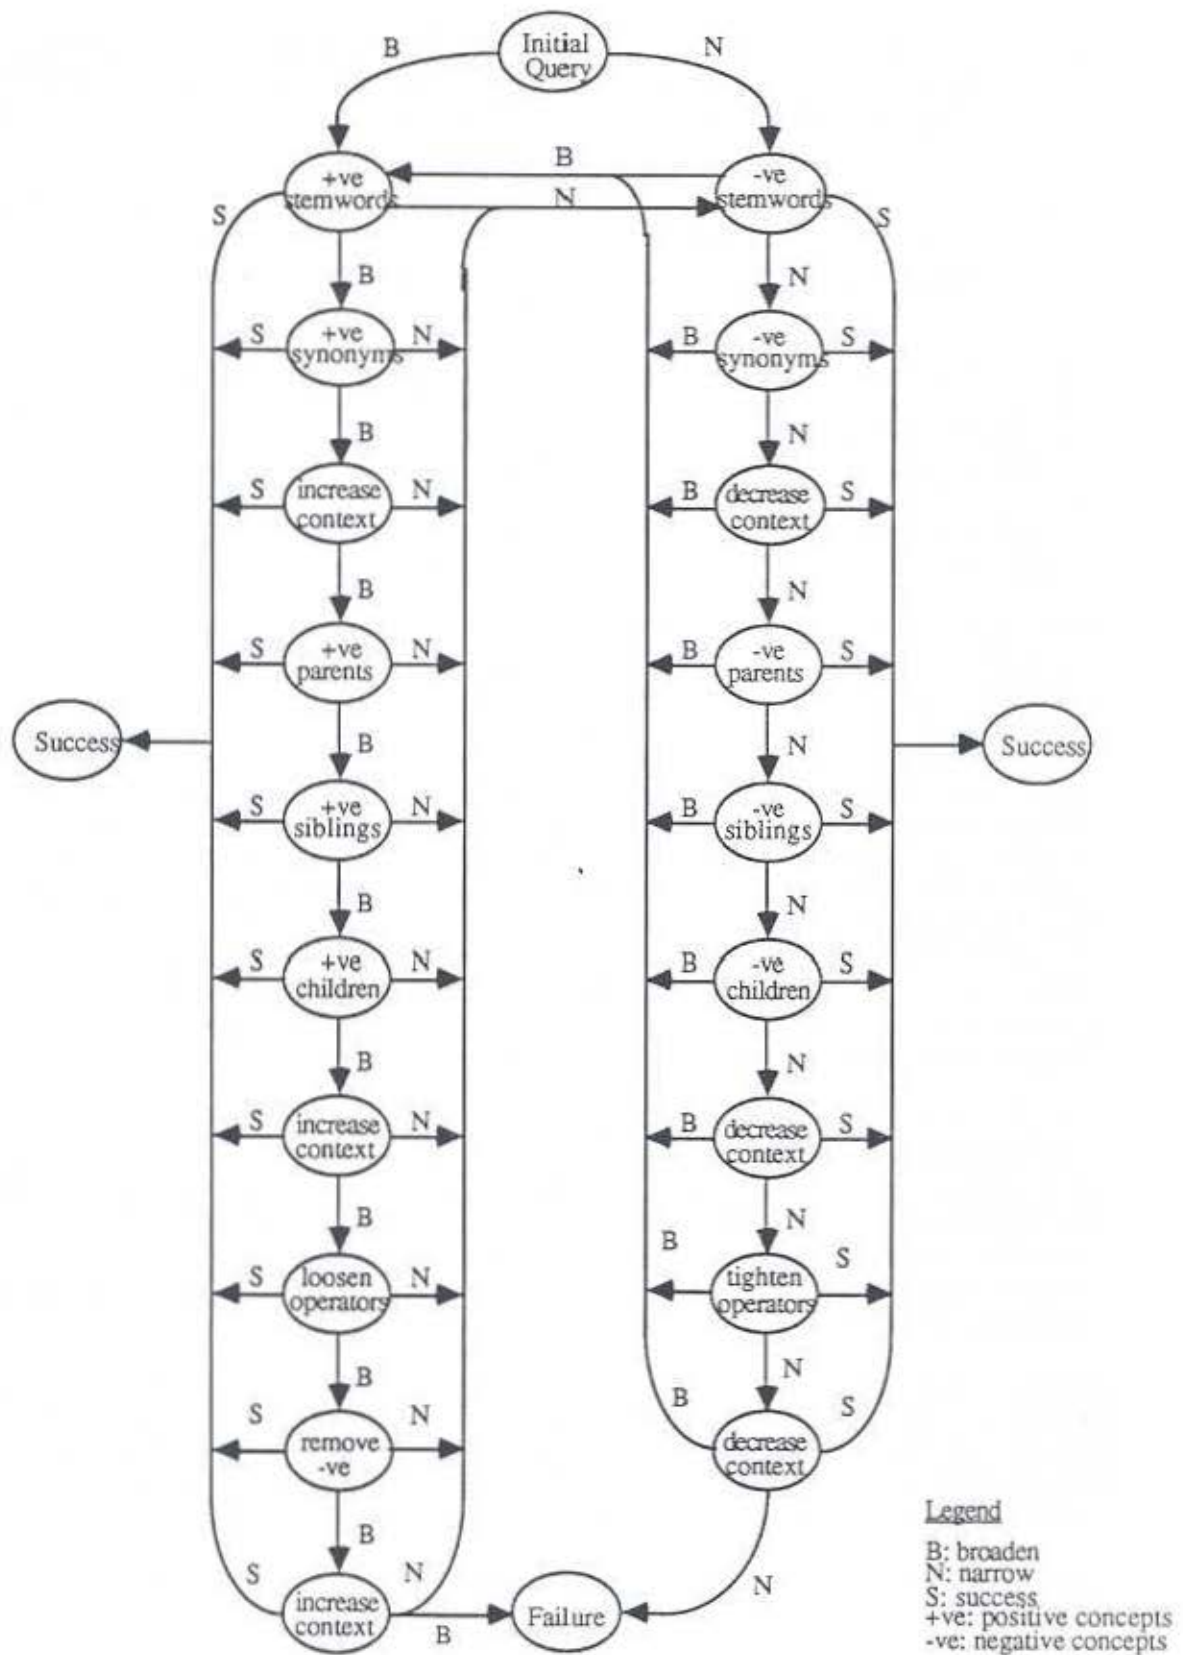 Initial
Query
B
N
+ve
stemwords
B
N
-ve
stemwords
S
S
B
N
S
+ve
synonyms
N
B
-ve
synonyms
S
B
N
S
increase
context
N
B
decrease
context
S
B
N
S
+ve
parents
N
B
-ve
parents
S
B
N
Success
Success
S
+ve
siblings
N
B
-ve
siblings
S
B
N
S
+ve
children
N
B
-ve
children
S
B
N
S
increase
context
N
B
decrease
context
S
B
N
S
loosen
operators
N
B
tighten
operators
S
B
N
S
remove
-ve
N
B
decrease
context
S
B
N
S
increase
context
N
B
Failure
Legend
B: broaden
N: narrow
S: success
+ve: positive concepts
-ve: negative concepts